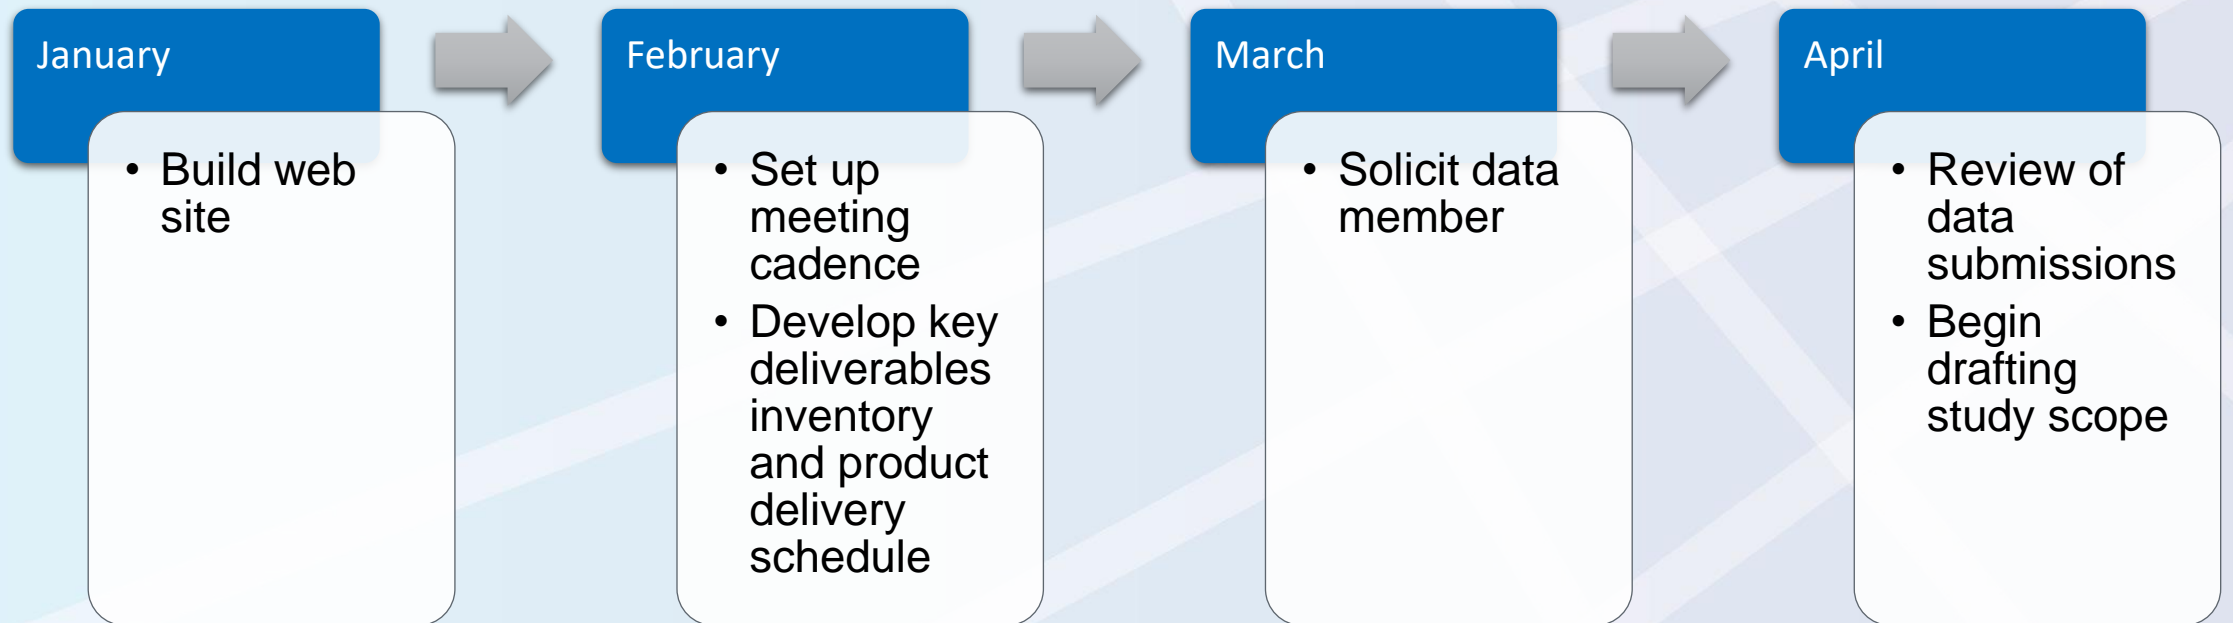 January
• Build web
site
February
• Set up
meeting
cadence
• Develop key
deliverables
inventory
and product
delivery
schedule
March
• Solicit data
member
April
• Review of
data
submissions
• Begin
drafting
study scope